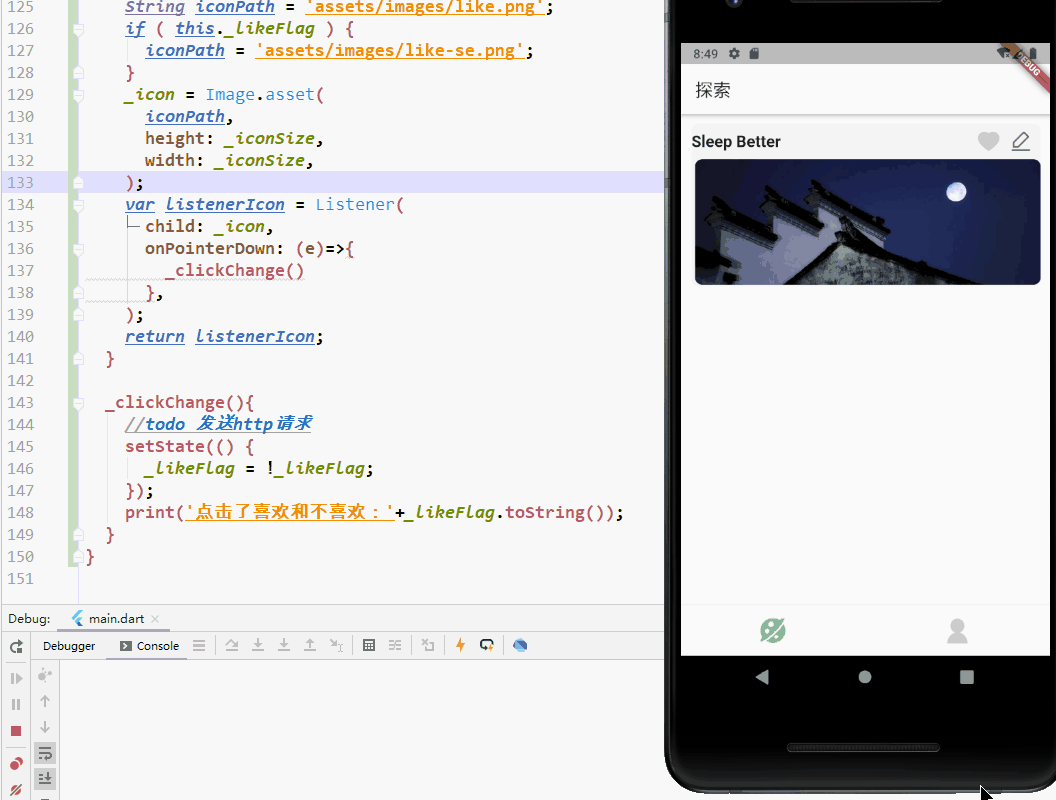 125 String iconPath = 'assets/images/like.png';
126 if ( this._likeFlag ) {
127 iconPath = 'assets/images/like-se.png';
128 }
129 _icon = Image.asset(
130 iconPath,
131 height: _iconSize,
132 width: _iconSize,
133 );
134 var listenerIcon = Listener(
135 child: _icon,
136 onPointerDown: (e)=>{
137 _clickChange()
138 },
139 );
140 return listenerIcon;
141 }
142
143 _clickChange(){
144 //todo 发送http请求
145 setState(() {
146 _likeFlag = !_likeFlag;
147 });
148 print('点击了喜欢和不喜欢：'+_likeFlag.toString());
149 }
150 }
151
Debug: main.dart
Debugger Console
8:49
DEBUG
探索
Sleep Better